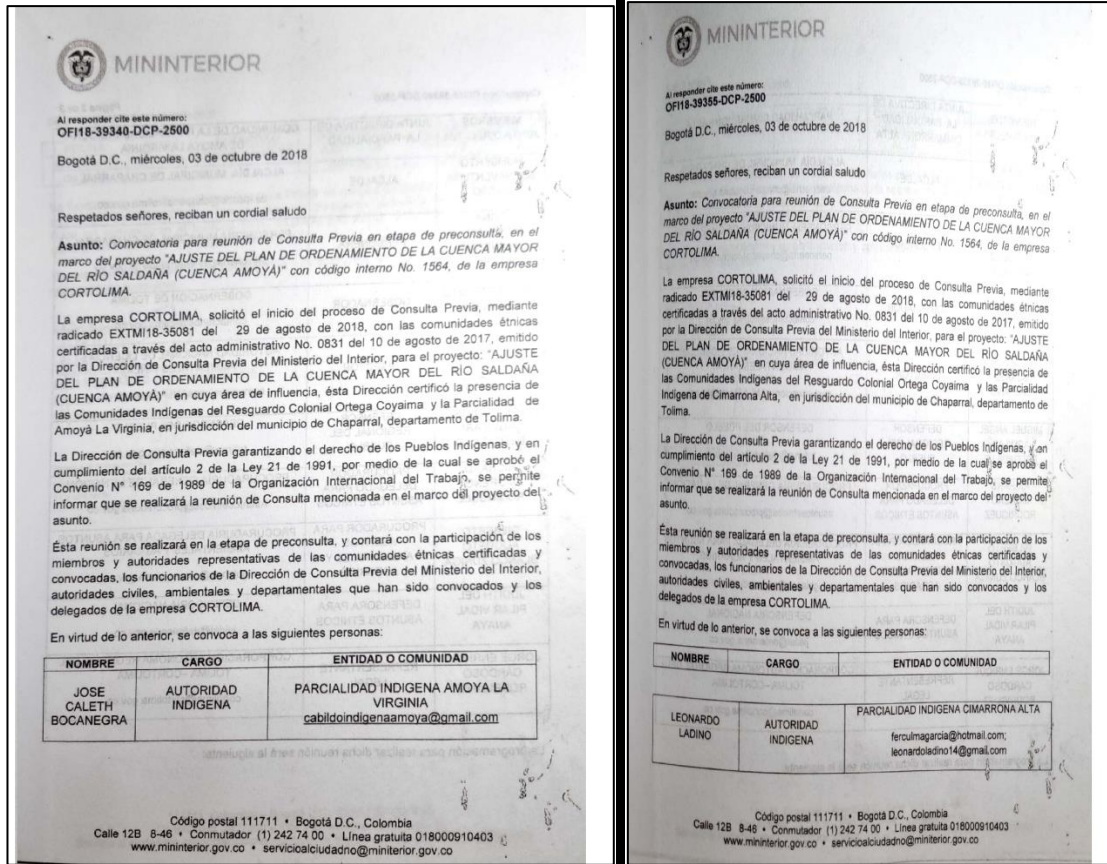 MININTERIOR
Al responder cite este número:
OFI18-39340-DCP-2500
Bogotá D.C., miércoles, 03 de octubre de 2018
Respetados señores, reciban un cordial saludo
Asunto: Convocatoria para reunión de Consulta Previa en etapa de preconsulta, en el
marco del proyecto "AJUSTE DEL PLAN DE ORDENAMIENTO DE LA CUENCA MAYOR
DEL RÍO SALDAÑA (CUENCA AMOYÁ)" con código interno No. 1564, de la empresa
CORTOLIMA.
La empresa CORTOLIMA, solicitó el inicio del proceso de Consulta Previa, mediante
radicado EXTMI18-35081 del 29 de agosto de 2018, con las comunidades étnicas
certificadas a través del acto administrativo No. 0831 del 10 de agosto de 2017, emitido
por la Dirección de Consulta Previa del Ministerio del Interior, para el proyecto: "AJUSTE
DEL PLAN DE ORDENAMIENTO DE LA CUENCA MAYOR DEL RÍO SALDAÑA
(CUENCA AMOYÁ)" en cuya área de influencia, ésta Dirección certificó la presencia de
las Comunidades Indígenas del Resguardo Colonial Ortega Coyaima y la Parcialidad de
Amoyà La Virginia, en jurisdicción del municipio de Chaparral, departamento de Tolima.
La Dirección de Consulta Previa garantizando el derecho de los Pueblos Indígenas, y en
cumplimiento del artículo 2 de la Ley 21 de 1991, por medio de la cual se aprobó el
Convenio N° 169 de 1989 de la Organización Internacional del Trabajo, se permite
informar que se realizará la reunión de Consulta mencionada en el marco del proyecto del
asunto.
Ésta reunión se realizará en la etapa de preconsulta, y contará con la participación de los
miembros y autoridades representativas de las comunidades étnicas certificadas y
convocadas, los funcionarios de la Dirección de Consulta Previa del Ministerio del Interior,
autoridades civiles, ambientales y departamentales que han sido convocados y los
delegados de la empresa CORTOLIMA.
En virtud de lo anterior, se convoca a las siguientes personas:
NOMBRE CARGO ENTIDAD O COMUNIDAD
JOSE CALETH BOCANEGRA AUTORIDAD INDIGENA PARCIALIDAD INDIGENA AMOYA LA VIRGINIA
cabildoindigenaamoya@gmail.com
Código postal 111711 • Bogotá D.C., Colombia
Calle 12B 8-46 • Conmutador (1) 242 74 00 • Línea gratuita 018000910403
www.mininterior.gov.co • servicioalciudadno@miniterior.gov.co
MININTERIOR
Al responder cite este número:
OFI18-39355-DCP-2500
Bogotá D.C., miércoles, 03 de octubre de 2018
Respetados señores, reciban un cordial saludo
Asunto: Convocatoria para reunión de Consulta Previa en etapa de preconsulta, en el
marco del proyecto "AJUSTE DEL PLAN DE ORDENAMIENTO DE LA CUENCA MAYOR
DEL RÍO SALDAÑA (CUENCA AMOYÀ)" con código interno No. 1564, de la empresa
CORTOLIMA.
La empresa CORTOLIMA, solicitó el inicio del proceso de Consulta Previa, mediante
radicado EXTMI18-35081 del 29 de agosto de 2018, con las comunidades étnicas
certificadas a través del acto administrativo No. 0831 del 10 de agosto de 2017, emitido
por la Dirección de Consulta Previa del Ministerio del Interior, para el proyecto: "AJUSTE
DEL PLAN DE ORDENAMIENTO DE LA CUENCA MAYOR DEL RÍO SALDAÑA
(CUENCA AMOYÀ)" en cuya área de influencia, ésta Dirección certificó la presencia de
las Comunidades Indígenas del Resguardo Colonial Ortega Coyaima y las Parcialidad
Indígena de Cimarrona Alta, en jurisdicción del municipio de Chaparral, departamento de
Tolima.
La Dirección de Consulta Previa garantizando el derecho de los Pueblos Indígenas, y en
cumplimiento del artículo 2 de la Ley 21 de 1991, por medio de la cual se aprobó el
Convenio N° 169 de 1989 de la Organización Internacional del Trabajo, se permite
informar que se realizará la reunión de Consulta mencionada en el marco del proyecto del
asunto.
Ésta reunión se realizará en la etapa de preconsulta, y contará con la participación de los
miembros y autoridades representativas de las comunidades étnicas certificadas y
convocadas, los funcionarios de la Dirección de Consulta Previa del Ministerio del Interior,
autoridades civiles, ambientales y departamentales que han sido convocados y los
delegados de la empresa CORTOLIMA.
En virtud de lo anterior, se convoca a las siguientes personas:
NOMBRE CARGO ENTIDAD O COMUNIDAD
LEONARDO LADINO AUTORIDAD INDIGENA PARCIALIDAD INDIGENA CIMARRONA ALTA
ferculmagarcia@hotmail.com;
leonardoladino14@gmail.com
Código postal 111711 • Bogotá D.C., Colombia
Calle 12B 8-46 • Conmutador (1) 242 74 00 • Línea gratuita 018000910403
www.mininterior.gov.co • servicioalciudadno@miniterior.gov.co